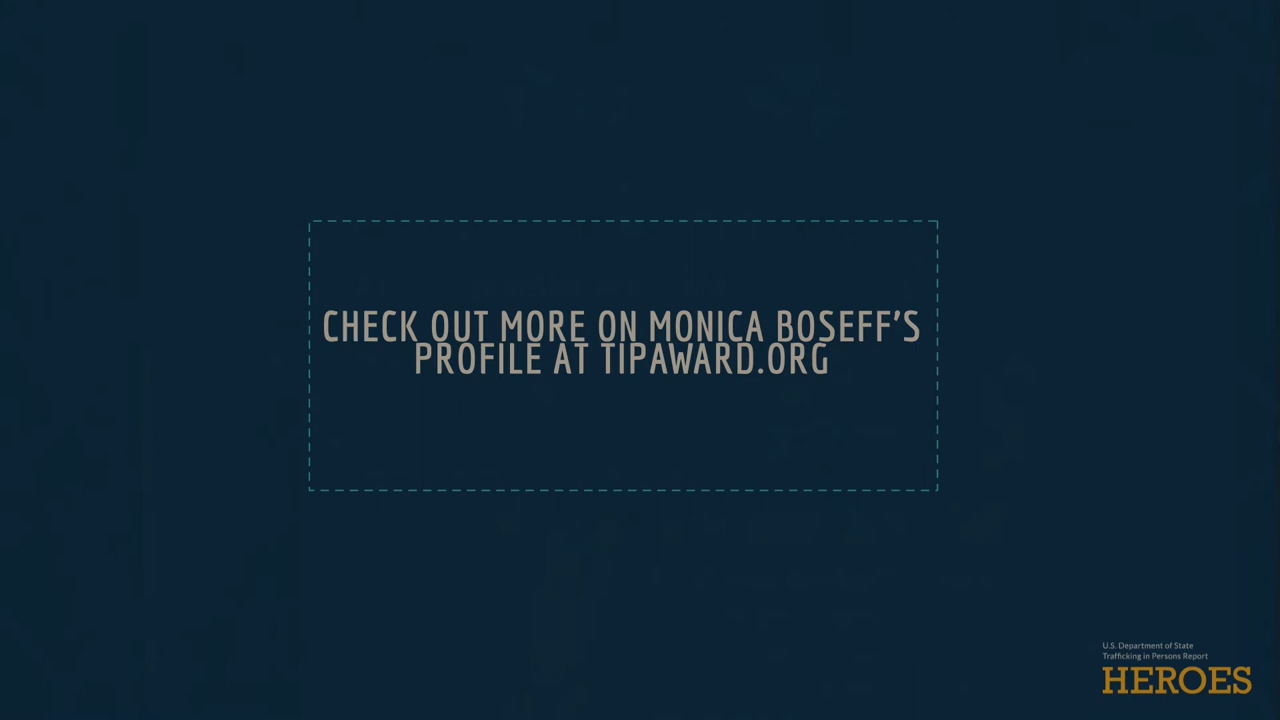 CHECK OUT MORE ON MONICA BOSEFF'S
PROFILE AT TIPAWARD.ORG
U.S. Department of State
Trafficking in Persons Report
HEROES